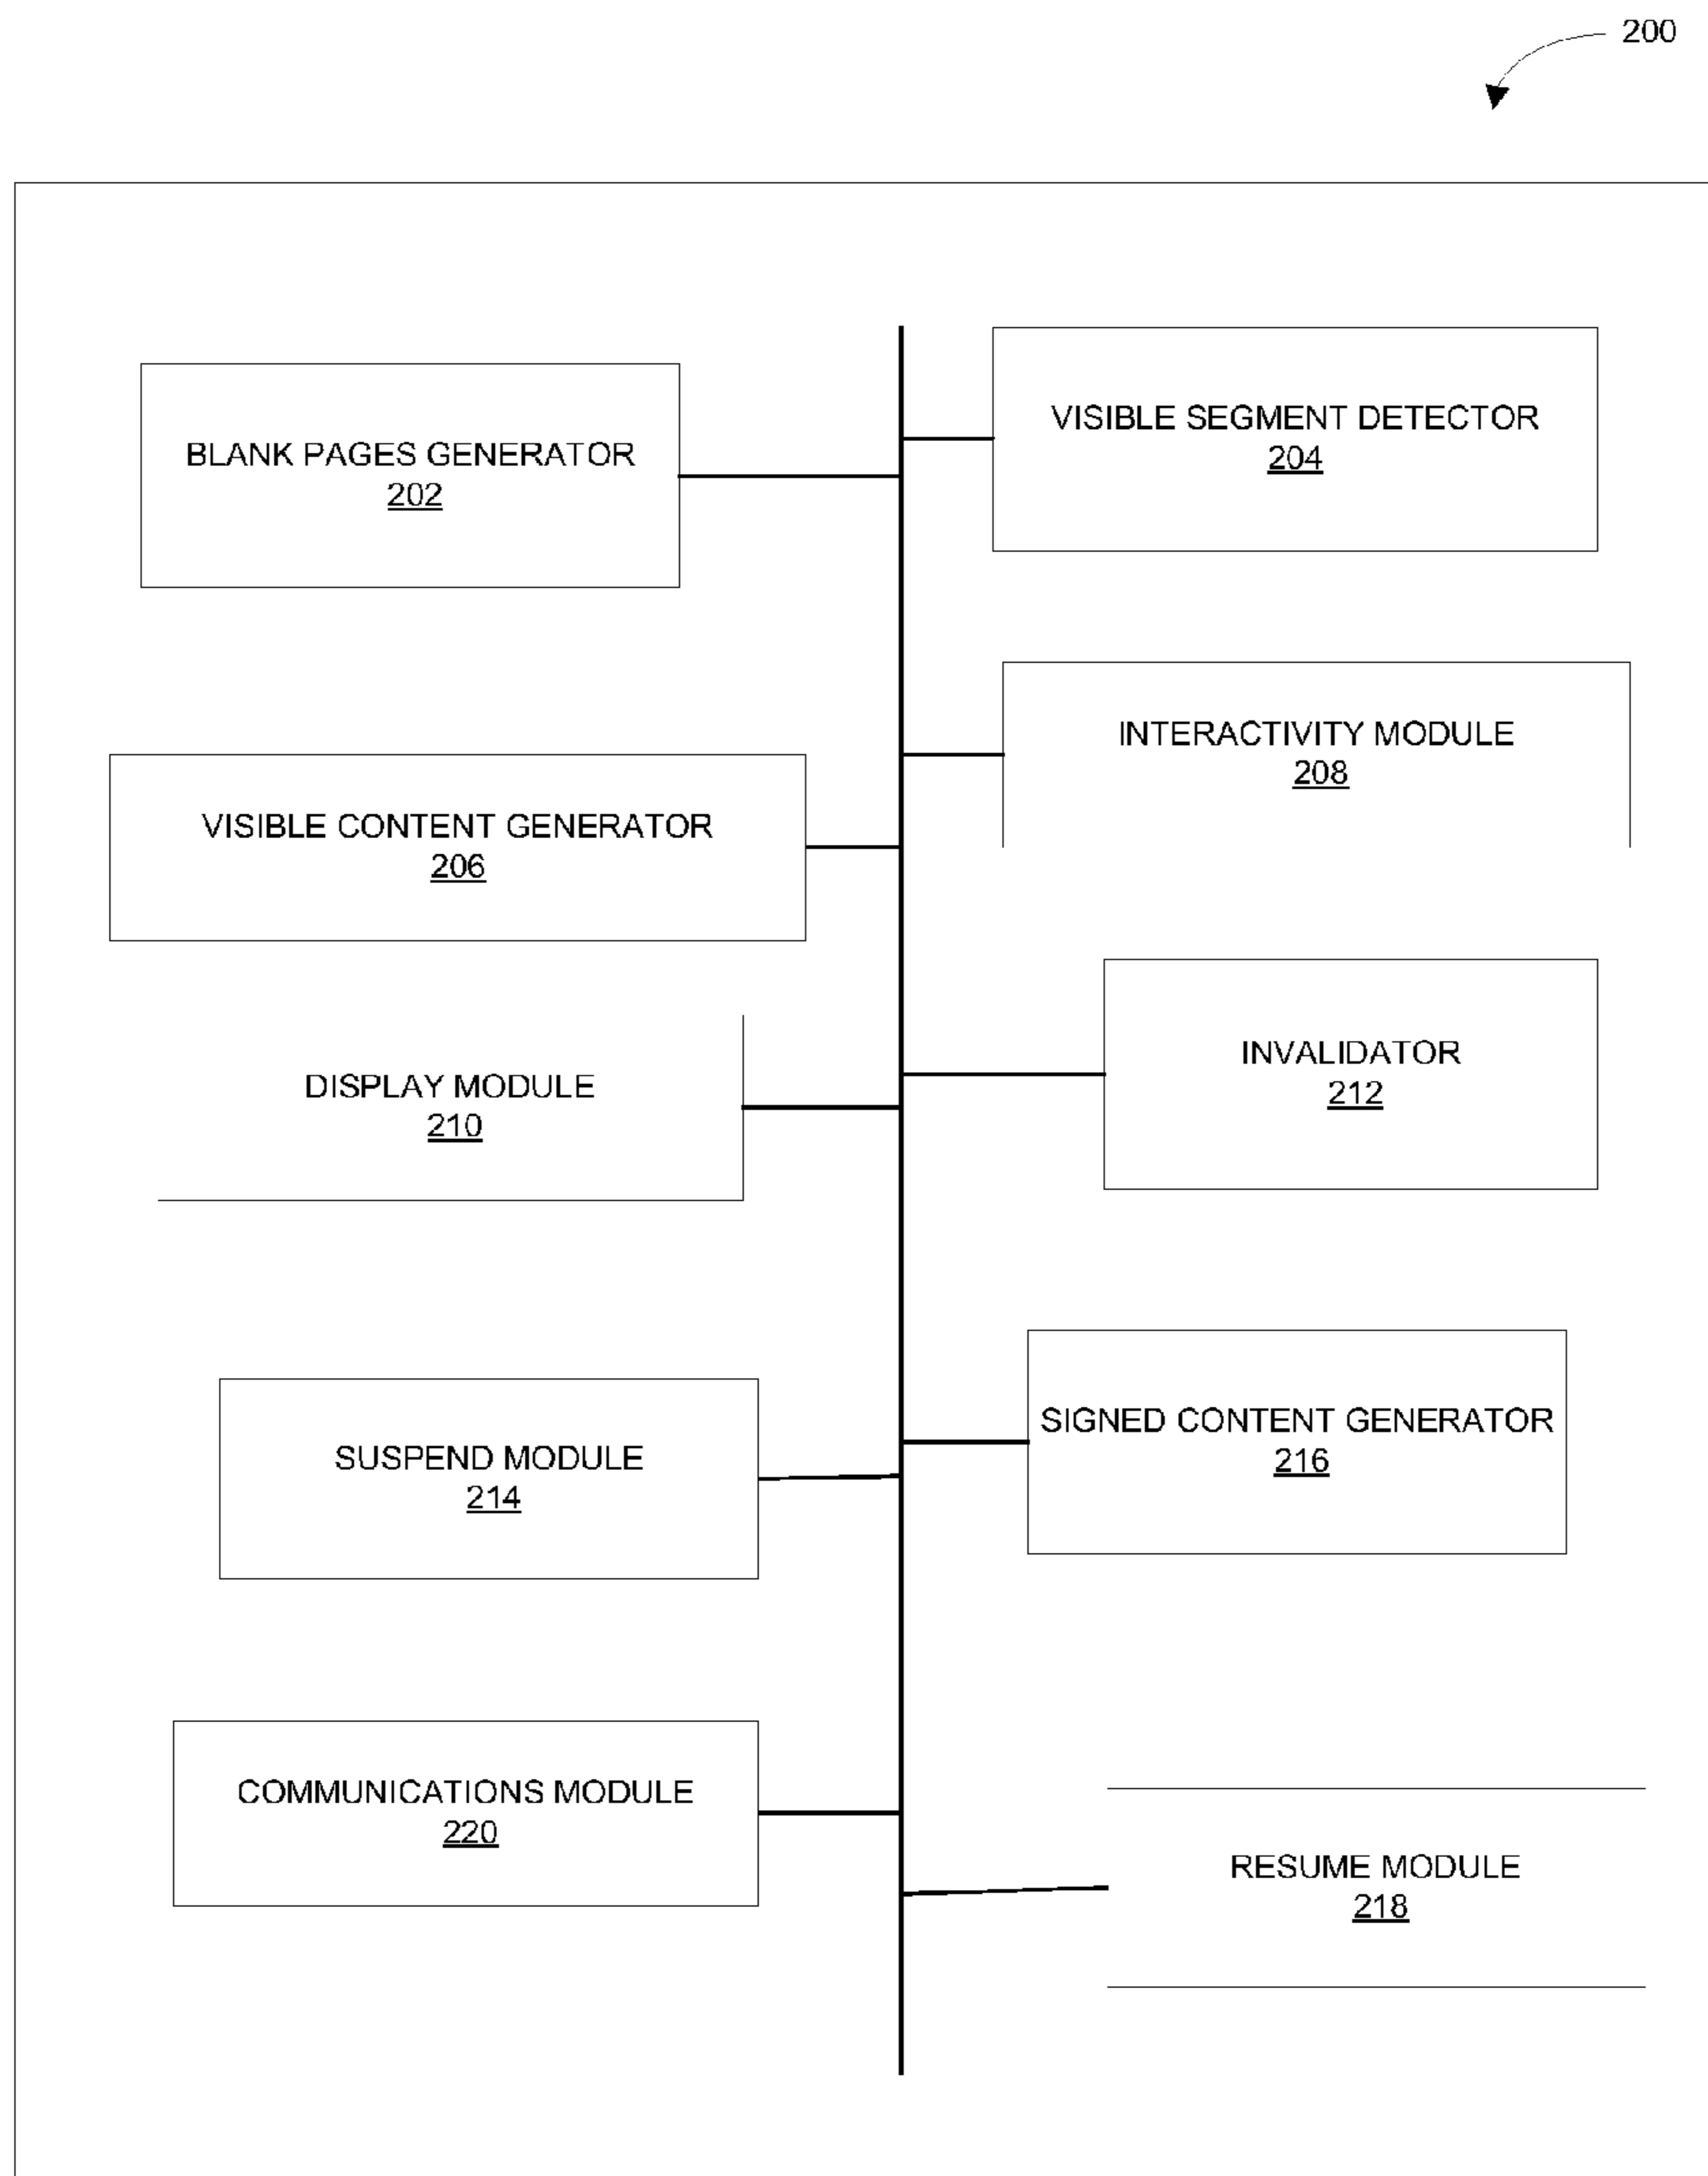 200
BLANK PAGES GENERATOR
202
VISIBLE SEGMENT DETECTOR
204
VISIBLE CONTENT GENERATOR
206
INTERACTIVITY MODULE
208
DISPLAY MODULE
210
INVALIDATOR
212
SUSPEND MODULE
214
SIGNED CONTENT GENERATOR
216
COMMUNICATIONS MODULE
220
RESUME MODULE
218